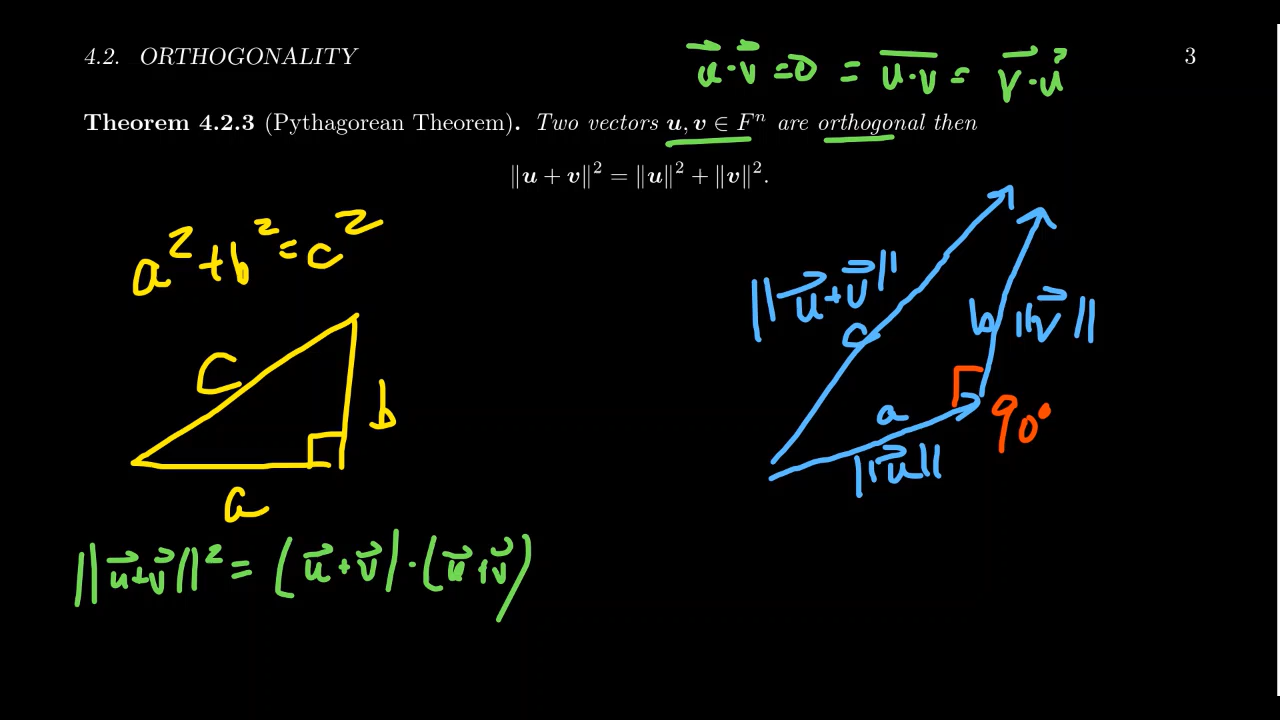 4.2. ORTHOGONALITY
3
u⃗ · v⃗ = 0 = \overline{u · v} = v⃗ · u⃗
Theorem 4.2.3 (Pythagorean Theorem). Two vectors u, v ∈ Fⁿ are orthogonal then
‖u + v‖² = ‖u‖² + ‖v‖².
a² + b² = c²
||u⃗ + v⃗||
c
b ||v⃗||
c
b
a
90°
||u⃗||
a
||u⃗ + v⃗||² = (u⃗ + v⃗) · (u⃗ + v⃗)